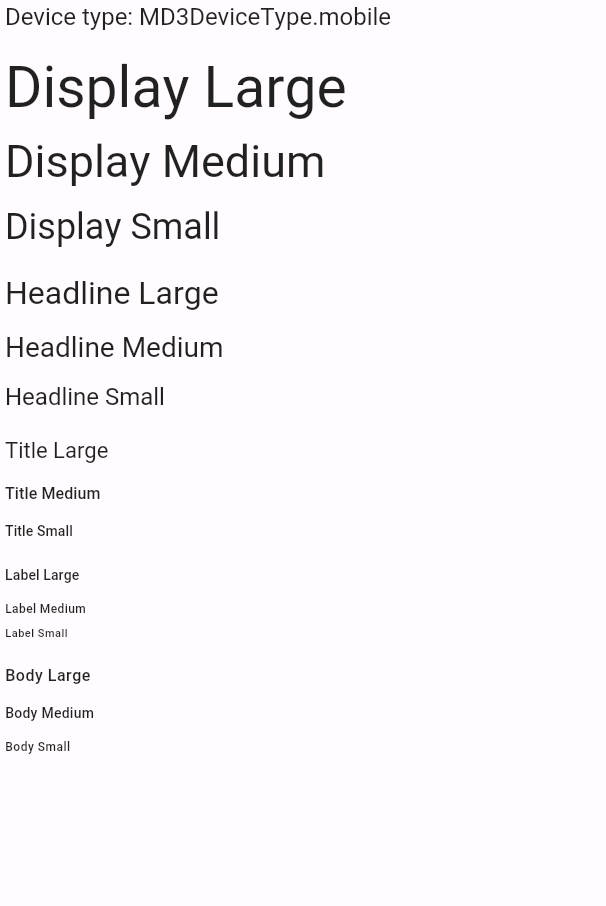 Device type: MD3DeviceType.mobile
Display Large
Display Medium
Display Small
Headline Large
Headline Medium
Headline Small
Title Large
Title Medium
Title Small
Label Large
Label Medium
Label Small
Body Large
Body Medium
Body Small